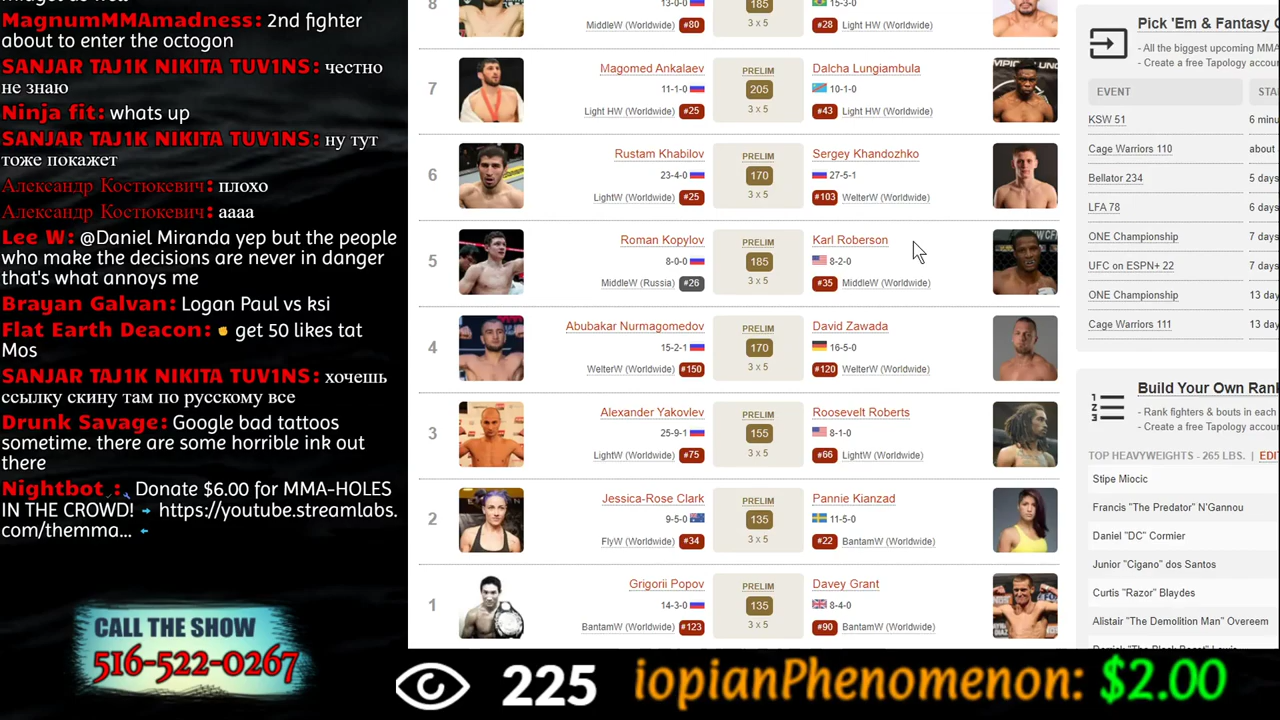 midget as well
MagnumMMAmadness: 2nd fighter
about to enter the octogon
SANJAR TAJ1K NIKITA TUV1NS: честно
не знаю
Ninja fit: whats up
SANJAR TAJ1K NIKITA TUV1NS: ну тут
тоже покажет
Александр Костюкевич: плохо
Александр Костюкевич: аааа
Lee W: @Daniel Miranda yep but the people
who make the decisions are never in danger
that's what annoys me
Brayan Galvan: Logan Paul vs ksi
Flat Earth Deacon: 👊 get 50 likes tat
Mos
SANJAR TAJ1K NIKITA TUV1NS: хочешь
ссылку скину там по русскому все
Drunk Savage: Google bad tattoos
sometime. there are some horrible ink out
there
Nightbot: Donate $6.00 for MMA-HOLES
IN THE CROWD! https://youtube.streamlabs.
com/themma...
CALL THE SHOW
516-522-0267
8
13-0-0 185 15-3-0
MiddleW (Worldwide) #80 3 x 5 #28 Light HW (Worldwide)
7
Magomed Ankalaev PRELIM Dalcha Lungiambula
11-1-0 205 10-1-0
Light HW (Worldwide) #25 3 x 5 #43 Light HW (Worldwide)
6
Rustam Khabilov PRELIM Sergey Khandozhko
23-4-0 170 27-5-1
LightW (Worldwide) #25 3 x 5 #103 WelterW (Worldwide)
5
Roman Kopylov PRELIM Karl Roberson
8-0-0 185 8-2-0
MiddleW (Russia) #26 3 x 5 #35 MiddleW (Worldwide)
4
Abubakar Nurmagomedov PRELIM David Zawada
15-2-1 170 16-5-0
WelterW (Worldwide) #150 3 x 5 #120 WelterW (Worldwide)
3
Alexander Yakovlev PRELIM Roosevelt Roberts
25-9-1 155 8-1-0
LightW (Worldwide) #75 3 x 5 #66 LightW (Worldwide)
2
Jessica-Rose Clark PRELIM Pannie Kianzad
9-5-0 135 11-5-0
FlyW (Worldwide) #34 3 x 5 #22 BantamW (Worldwide)
1
Grigorii Popov PRELIM Davey Grant
14-3-0 135 8-4-0
BantamW (Worldwide) #123 3 x 5 #90 BantamW (Worldwide)
Pick 'Em & Fantasy
- All the biggest upcoming MMA
- Create a free Tapology accou
EVENT STA
KSW 51 6 minu
Cage Warriors 110 about
Bellator 234 5 days
LFA 78 6 days
ONE Championship 7 days
UFC on ESPN+ 22 7 days
ONE Championship 13 day
Cage Warriors 111 13 day
Build Your Own Ran
- Rank fighters & bouts in each
- Create a free Tapology accou
TOP HEAVYWEIGHTS - 265 LBS. | EDI
Stipe Miocic
Francis "The Predator" N'Gannou
Daniel "DC" Cormier
Junior "Cigano" dos Santos
Curtis "Razor" Blaydes
Alistair "The Demolition Man" Overeem
225 iopianPhenomenon: $2.00